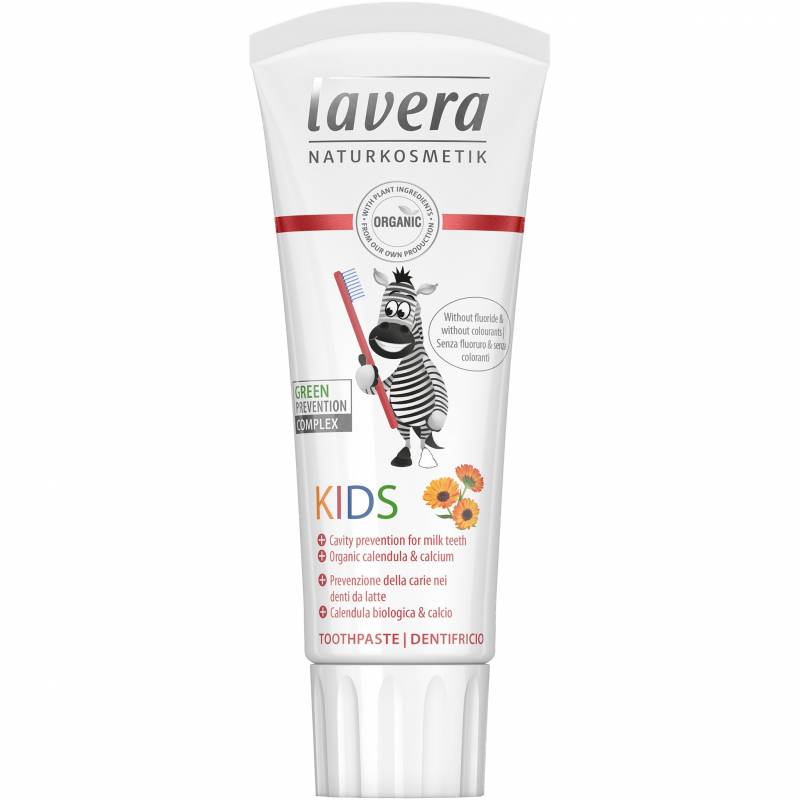 lavera
NATURKOSMETIK
• WITH PLANT INGREDIENTS •
FROM OUR OWN PRODUCTION
ORGANIC
Without fluoride &
without colourants |
Senza fluoruro & senza
coloranti
GREEN
PREVENTION
COMPLEX
KIDS
Cavity prevention for milk teeth
Organic calendula & calcium
Prevenzione della carie nei
denti da latte
Calendula biologica & calcio
TOOTHPASTE | DENTIFRICIO